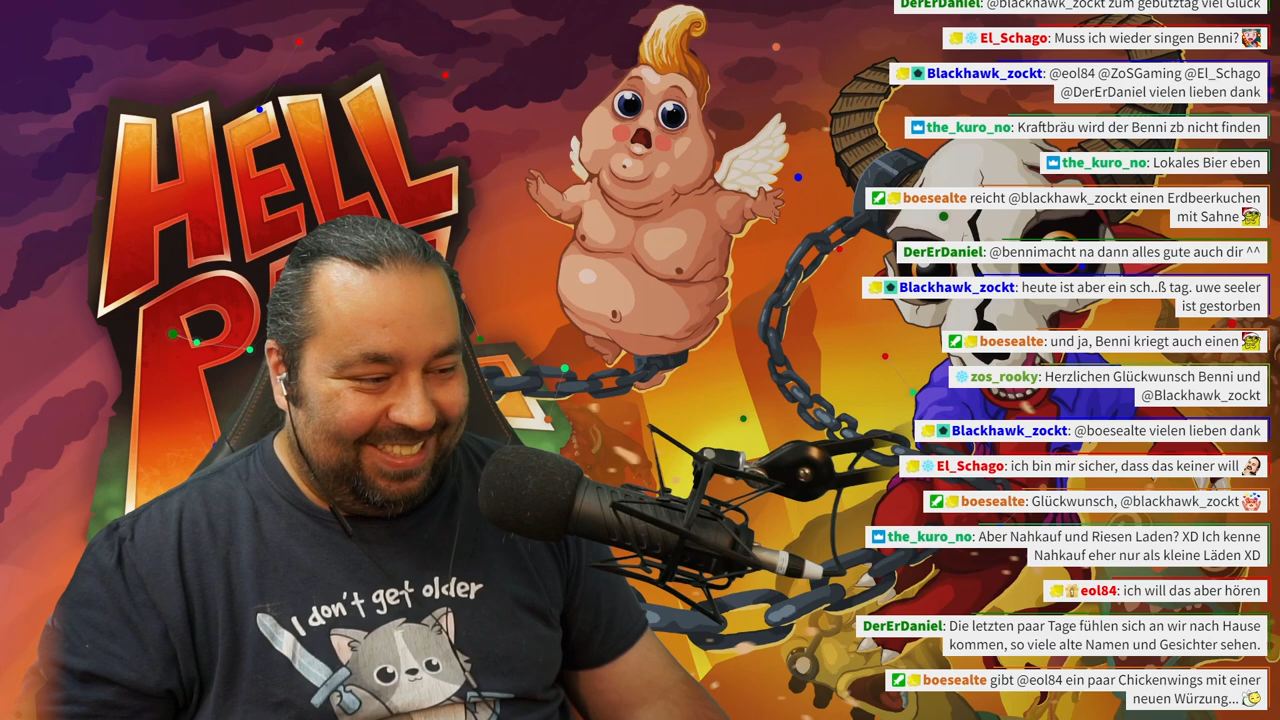 HELL
P
I don't get older
DerErDaniel: @blackhawk_zockt zum gebutztag viel Glück
El_Schago: Muss ich wieder singen Benni?
Blackhawk_zockt: @eol84 @ZoSGaming @El_Schago
@DerErDaniel vielen lieben dank
the_kuro_no: Kraftbräu wird der Benni zb nicht finden
the_kuro_no: Lokales Bier eben
boesealte reicht @blackhawk_zockt einen Erdbeerkuchen
mit Sahne
DerErDaniel: @bennimacht na dann alles gute auch dir ^^
Blackhawk_zockt: heute ist aber ein sch..ß tag. uwe seeler
ist gestorben
boesealte: und ja, Benni kriegt auch einen
zos_rooky: Herzlichen Glückwunsch Benni und
@Blackhawk_zockt
Blackhawk_zockt: @boesealte vielen lieben dank
El_Schago: ich bin mir sicher, dass das keiner will
boesealte: Glückwunsch, @blackhawk_zockt
the_kuro_no: Aber Nahkauf und Riesen Laden? XD Ich kenne
Nahkauf eher nur als kleine Läden XD
eol84: ich will das aber hören
DerErDaniel: Die letzten paar Tage fühlen sich an wir nach Hause
kommen, so viele alte Namen und Gesichter sehen.
boesealte gibt @eol84 ein paar Chickenwings mit einer
neuen Würzung...